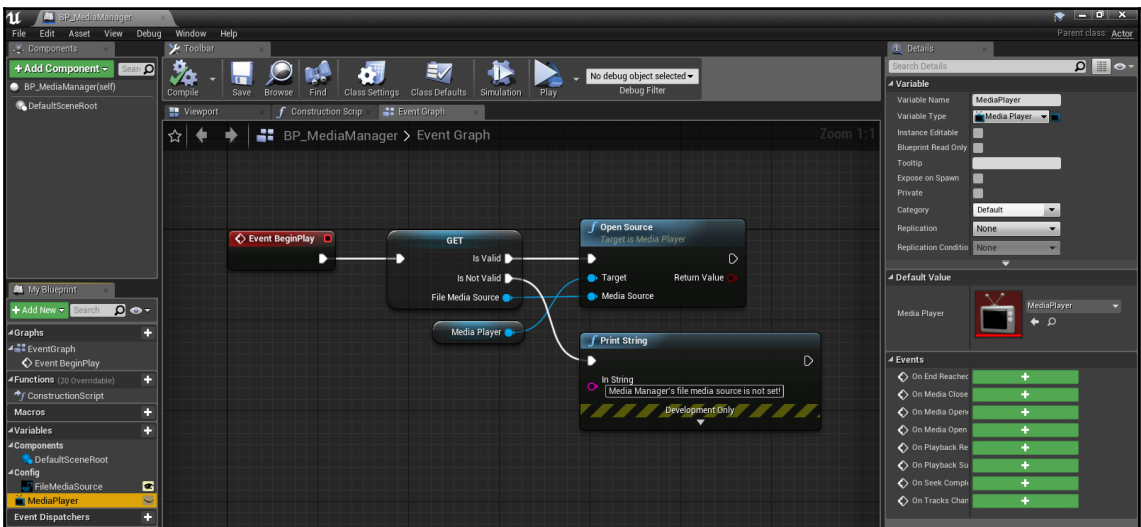 BP_MediaManager
File Edit Asset View Debug Window Help
Parent class: Actor
Components
+Add Component
Sean
BP_MediaManager(self)
DefaultSceneRoot
Toolbar
Compile Save Browse Find Class Settings Class Defaults Simulation Play
No debug object selected
Debug Filter
Viewport Construction Scrip Event Graph
BP_MediaManager > Event Graph
Zoom 1:1
Event BeginPlay
GET
Is Valid
Is Not Valid
File Media Source
Media Player
Open Source
Target is Media Player
Target Return Value
Media Source
Print String
In String
Media Manager's file media source is not set!
Development Only
My Blueprint
+Add New Search
Graphs
EventGraph
Event BeginPlay
Functions (20 Overridable)
ConstructionScript
Macros
Variables
Components
DefaultSceneRoot
Config
FileMediaSource
MediaPlayer
Event Dispatchers
Details
Search Details
Variable
Variable Name MediaPlayer
Variable Type Media Player
Instance Editable
Blueprint Read Only
Tooltip
Expose on Spawn
Private
Category Default
Replication None
Replication Conditio None
Default Value
Media Player MediaPlayer
Events
On End Reached
On Media Close
On Media Opene
On Media Open
On Playback Re
On Playback Su
On Seek Compl
On Tracks Chan